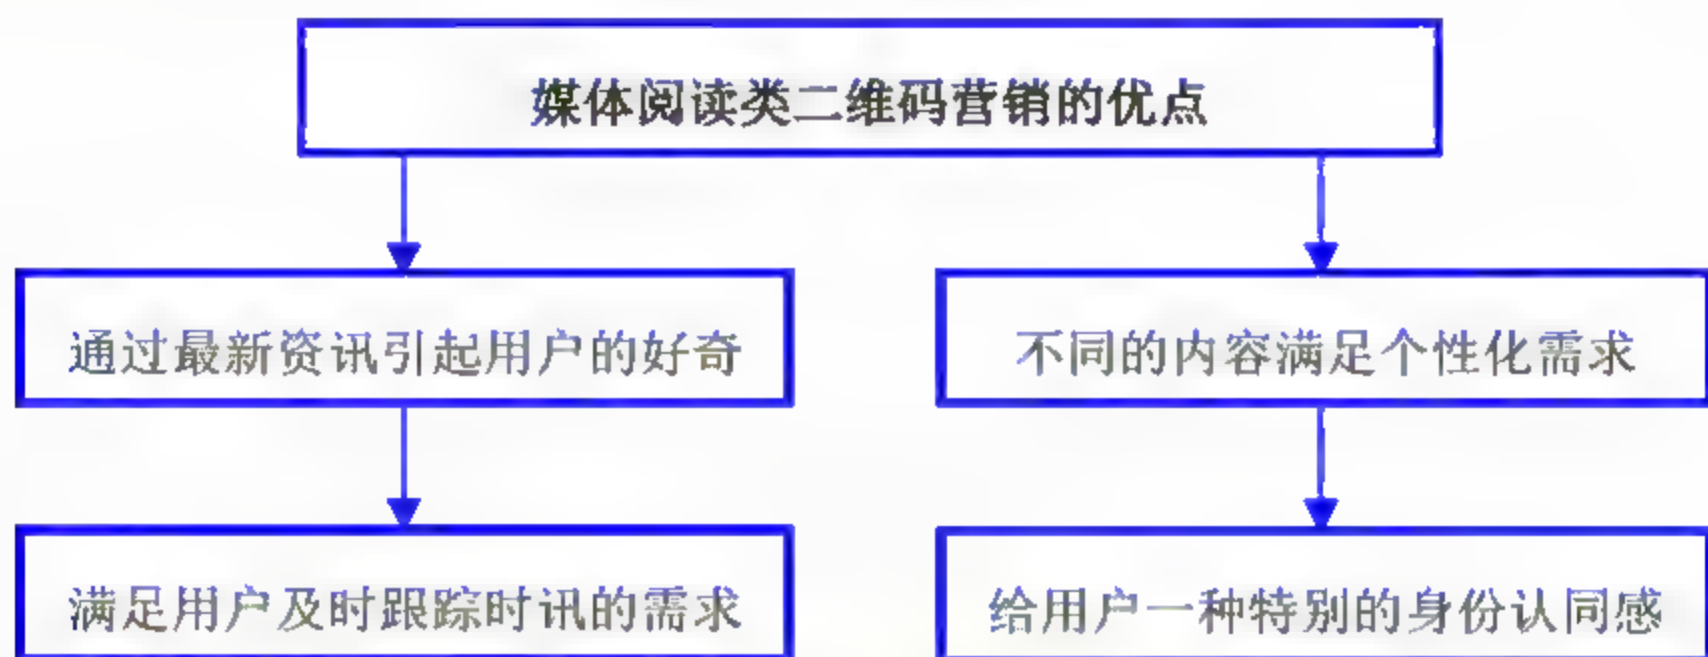 媒体阅读类二维码营销的优点
通过最新资讯引起用户的好奇
不同的内容满足个性化需求
满足用户及时跟踪时讯的需求
给用户一种特别的身份认同感